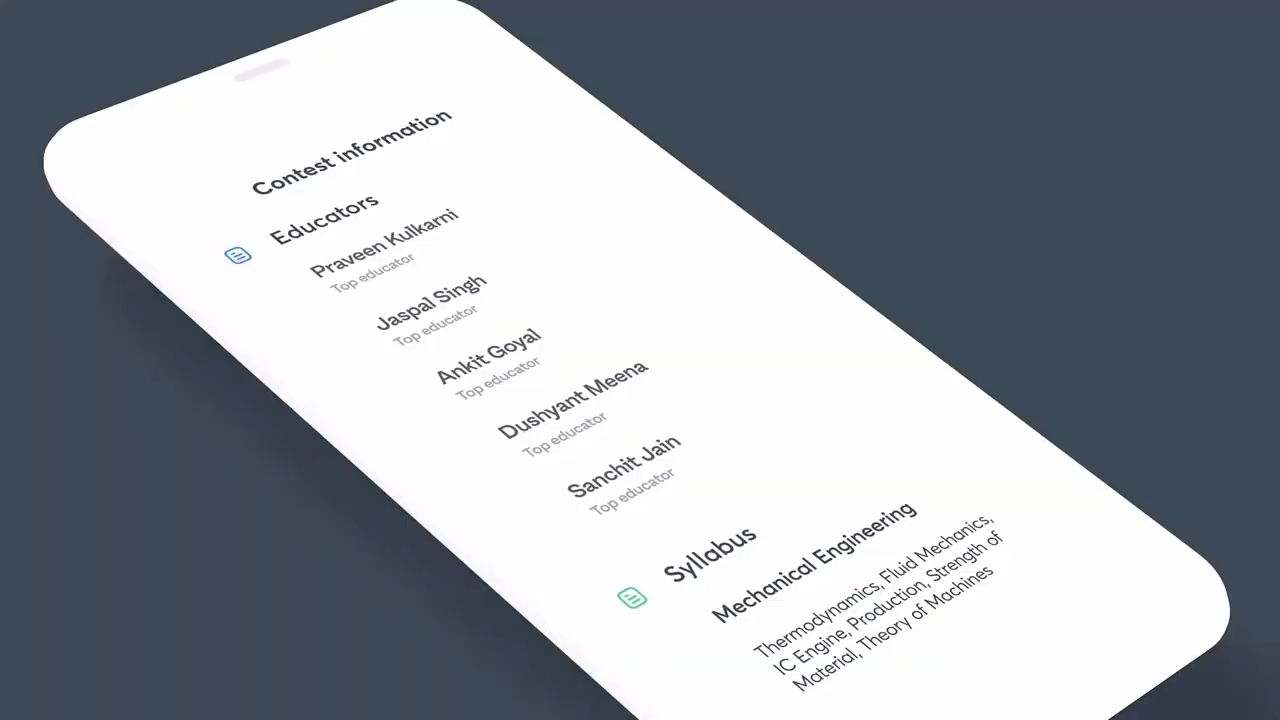 Contest information
Educators
Praveen Kulkarni
Top educator
Jaspal Singh
Top educator
Ankit Goyal
Top educator
Dushyant Meena
Top educator
Sanchit Jain
Top educator
Syllabus
Mechanical Engineering
Thermodynamics, Fluid Mechanics,
IC Engine, Production, Strength of
Material, Theory of Machines